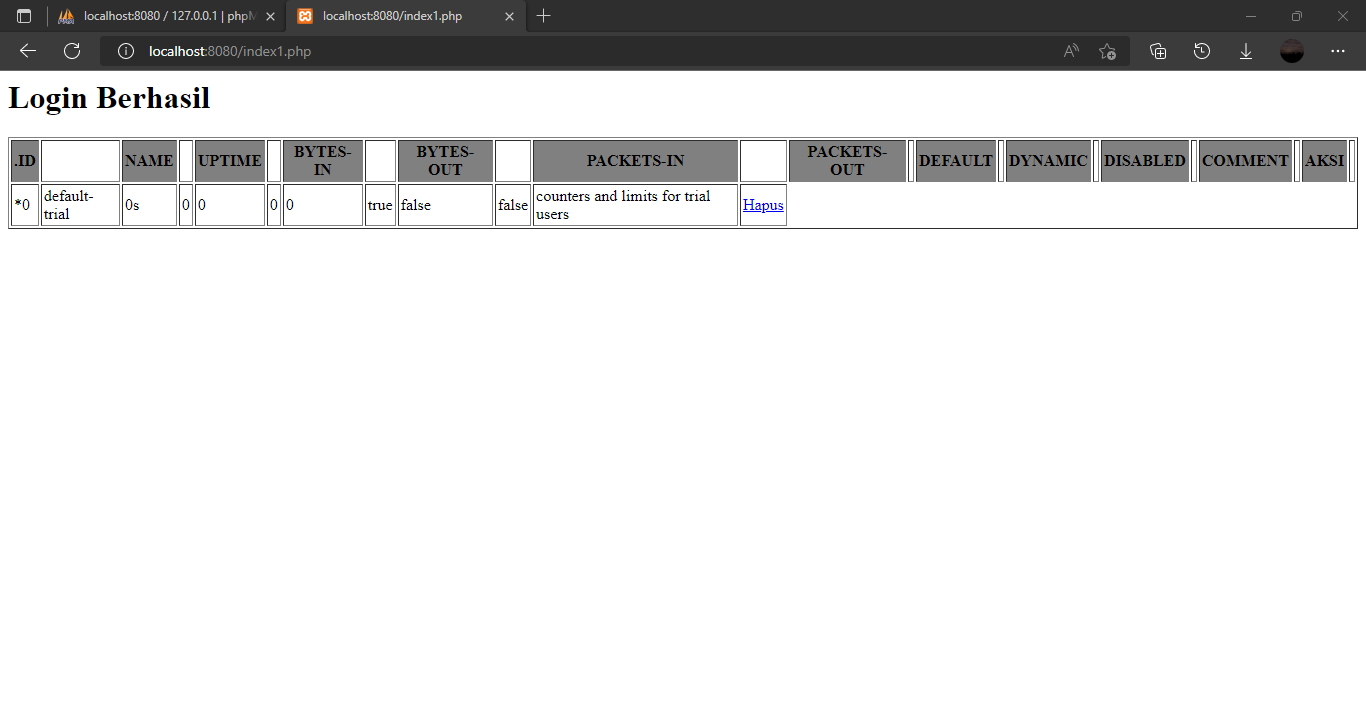 localhost:8080 / 127.0.0.1 | phpM
localhost:8080/index1.php
localhost:8080/index1.php
Login Berhasil
.ID NAME UPTIME BYTES-IN BYTES-OUT PACKETS-IN PACKETS-OUT DEFAULT DYNAMIC DISABLED COMMENT AKSI
*0 default-trial 0s 0 0 0 0 true false false counters and limits for trial users Hapus